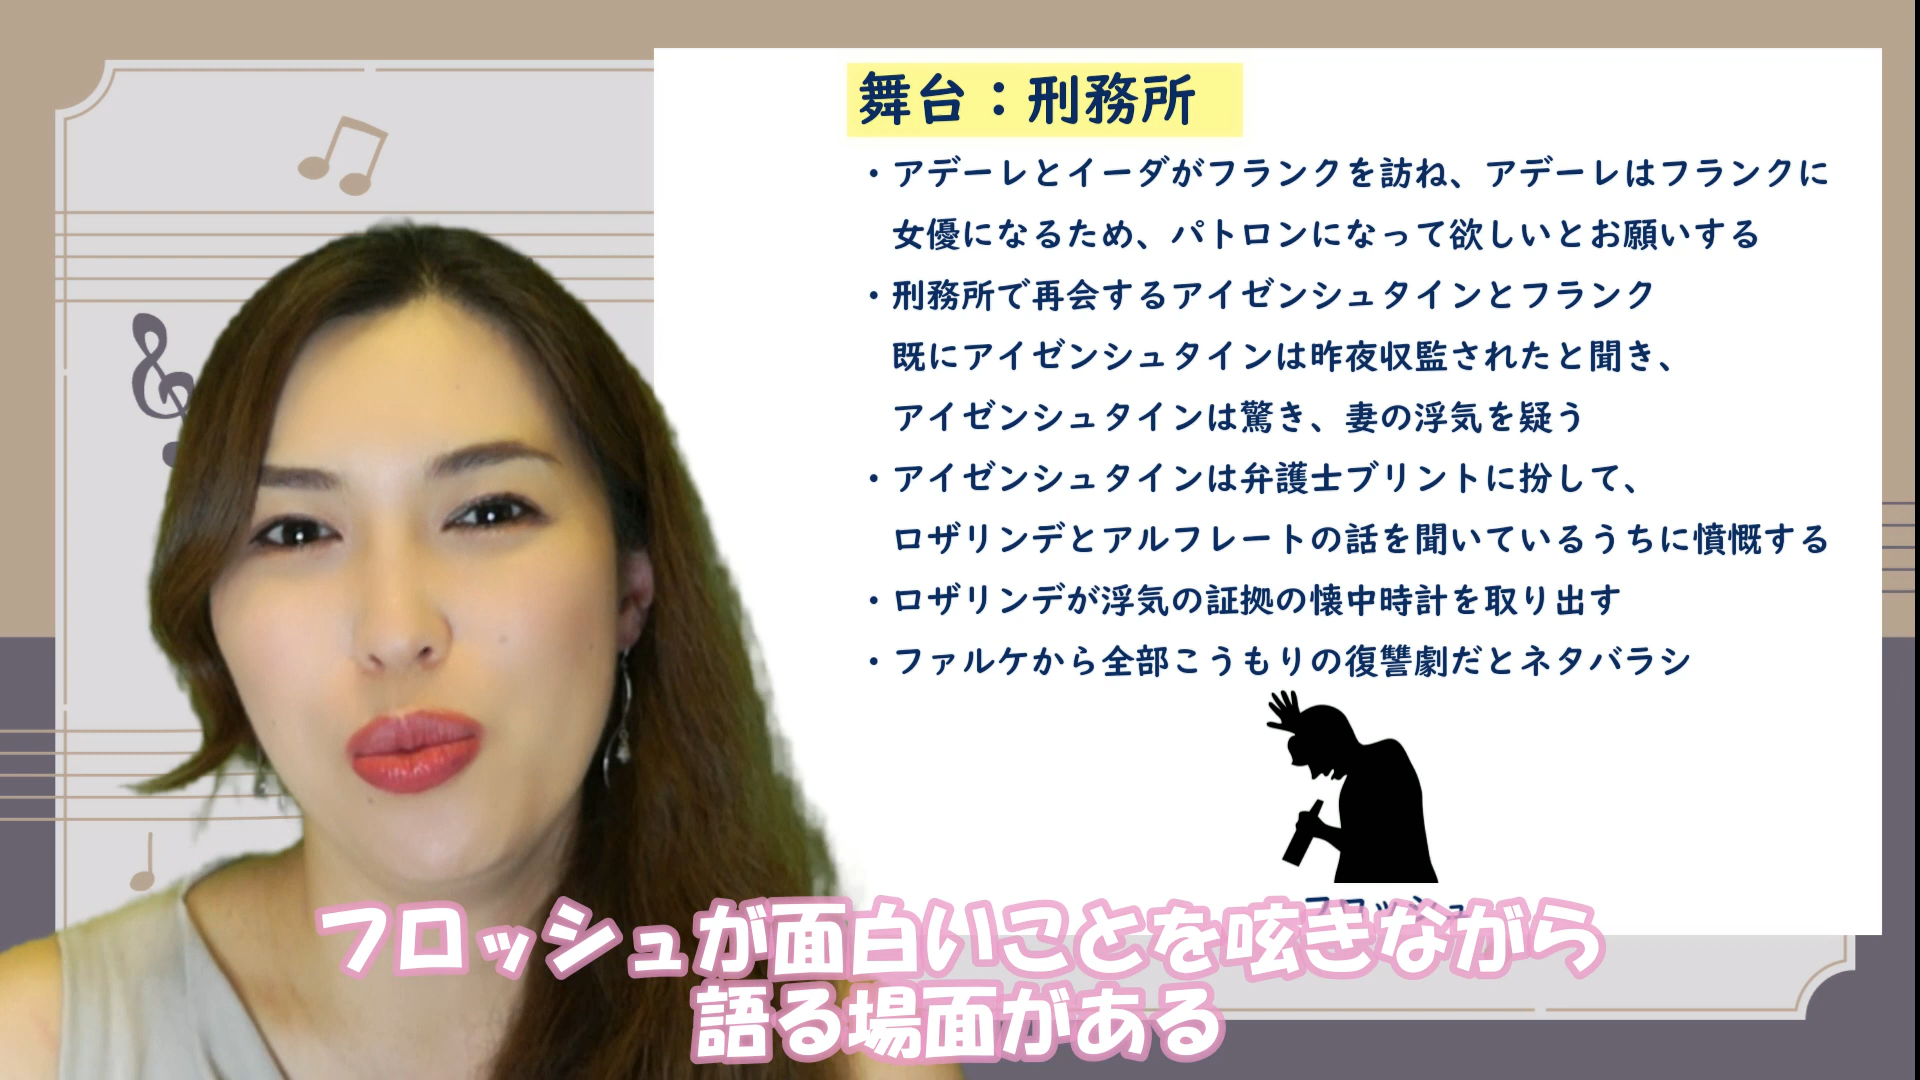 舞台：刑務所
・アデーレとイーダがフランクを訪ね、アデーレはフランクに
女優になるため、パトロンになって欲しいとお願いする
・刑務所で再会するアイゼンシュタインとフランク
既にアイゼンシュタインは昨夜収監されたと聞き、
アイゼンシュタインは驚き、妻の浮気を疑う
・アイゼンシュタインは弁護士ブリントに扮して、
ロザリンデとアルフレートの話を聞いているうちに憤慨する
・ロザリンデが浮気の証拠の懐中時計を取り出す
・ファルケから全部こうもりの復讐劇だとネタバラシ
フロッシュ
フロッシュが面白いことを呟きながら
語る場面がある